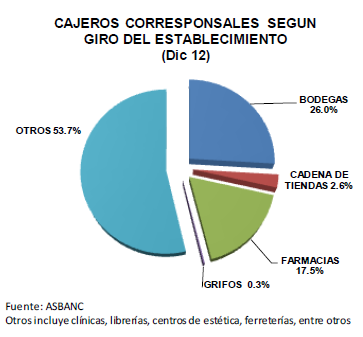 CAJEROS CORRESPONSALES SEGUN
GIRO DEL ESTABLECIMIENTO
(Dic 12)
BODEGAS
26.0%
OTROS 53.7%
CADENA DE
TIENDAS 2.6%
FARMACIAS
17.5%
GRIFOS 0.3%
Fuente: ASBANC
Otros incluye clínicas, librerías, centros de estética, ferreterías, entre otros